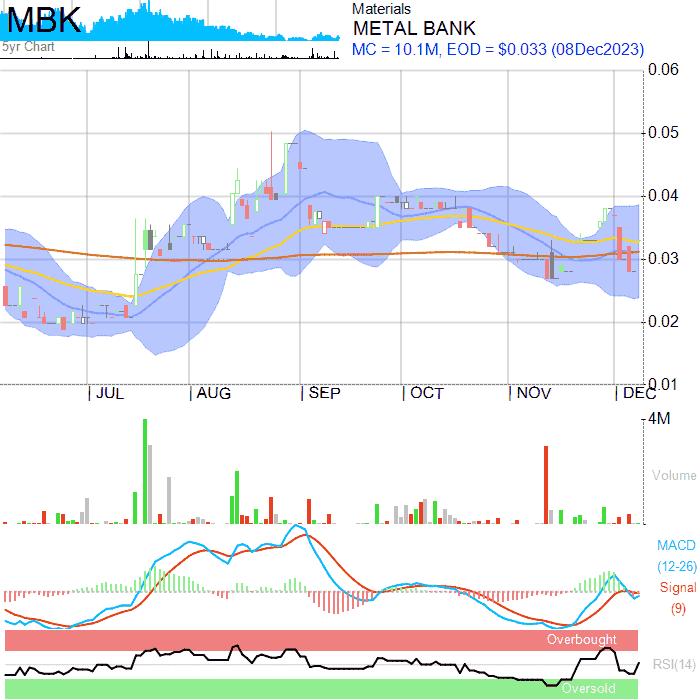 MBK
5yr Chart
Materials
METAL BANK
MC = 10.1M, EOD = $0.033 (08Dec2023)
0.06
0.05
0.04
0.03
0.02
0.01
JUL AUG SEP OCT NOV DEC
4M
Volume
MACD
(12-26)
Signal
(9)
Overbought
RSI(14)
Oversold